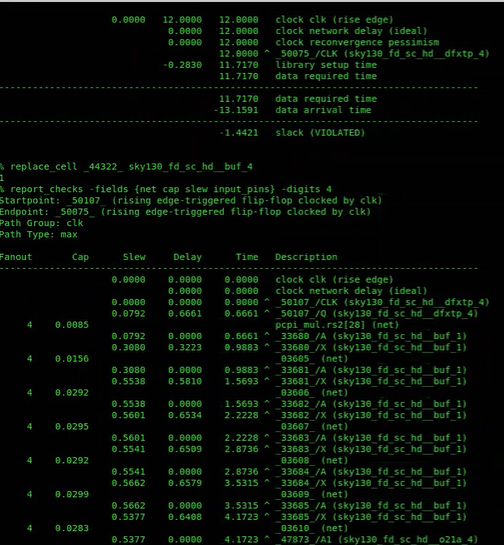 0.0000 12.0000 12.0000 clock clk (rise edge)
0.0000 12.0000 clock network delay (ideal)
0.0000 12.0000 clock reconvergence pessimism
12.0000 ^ _50075_/CLK (sky130_fd_sc_hd__dfxtp_4)
-0.2830 11.7170 library setup time
11.7170 data required time
11.7170 data required time
-13.1591 data arrival time
-1.4421 slack (VIOLATED)
% replace_cell _44322_ sky130_fd_sc_hd__buf_4
1
% report_checks -fields {net cap slew input_pins} -digits 4
Startpoint: _50107_ (rising edge-triggered flip-flop clocked by clk)
Endpoint: _50075_ (rising edge-triggered flip-flop clocked by clk)
Path Group: clk
Path Type: max
Fanout Cap Slew Delay Time Description
0.0000 0.0000 0.0000 clock clk (rise edge)
0.0000 0.0000 clock network delay (ideal)
0.0000 0.0000 0.0000 ^ _50107_/CLK (sky130_fd_sc_hd__dfxtp_4)
0.0792 0.6661 0.6661 ^ _50107_/Q (sky130_fd_sc_hd__dfxtp_4)
4 0.0085 pcpi_mul.rs2[28] (net)
0.0792 0.0000 0.6661 ^ _33680_/A (sky130_fd_sc_hd__buf_1)
0.3080 0.3223 0.9883 ^ _33680_/X (sky130_fd_sc_hd__buf_1)
4 0.0156 _03605_ (net)
0.3080 0.0000 0.9883 ^ _33681_/A (sky130_fd_sc_hd__buf_1)
0.5538 0.5810 1.5693 ^ _33681_/X (sky130_fd_sc_hd__buf_1)
4 0.0292 _03606_ (net)
0.5538 0.0000 1.5693 ^ _33682_/A (sky130_fd_sc_hd__buf_1)
0.5601 0.6534 2.2228 ^ _33682_/X (sky130_fd_sc_hd__buf_1)
4 0.0295 _03607_ (net)
0.5601 0.0000 2.2228 ^ _33683_/A (sky130_fd_sc_hd__buf_1)
0.5541 0.6509 2.8736 ^ _33683_/X (sky130_fd_sc_hd__buf_1)
4 0.0292 _03608_ (net)
0.5541 0.0000 2.8736 ^ _33684_/A (sky130_fd_sc_hd__buf_1)
0.5662 0.6579 3.5315 ^ _33684_/X (sky130_fd_sc_hd__buf_1)
4 0.0299 _03609_ (net)
0.5662 0.0000 3.5315 ^ _33685_/A (sky130_fd_sc_hd__buf_1)
0.5377 0.6408 4.1723 ^ _33685_/X (sky130_fd_sc_hd__buf_1)
4 0.0283 _03610_ (net)
0.5377 0.0000 4.1723 ^ _47873_/A1 (sky130_fd_sc_hd__o21a_4)